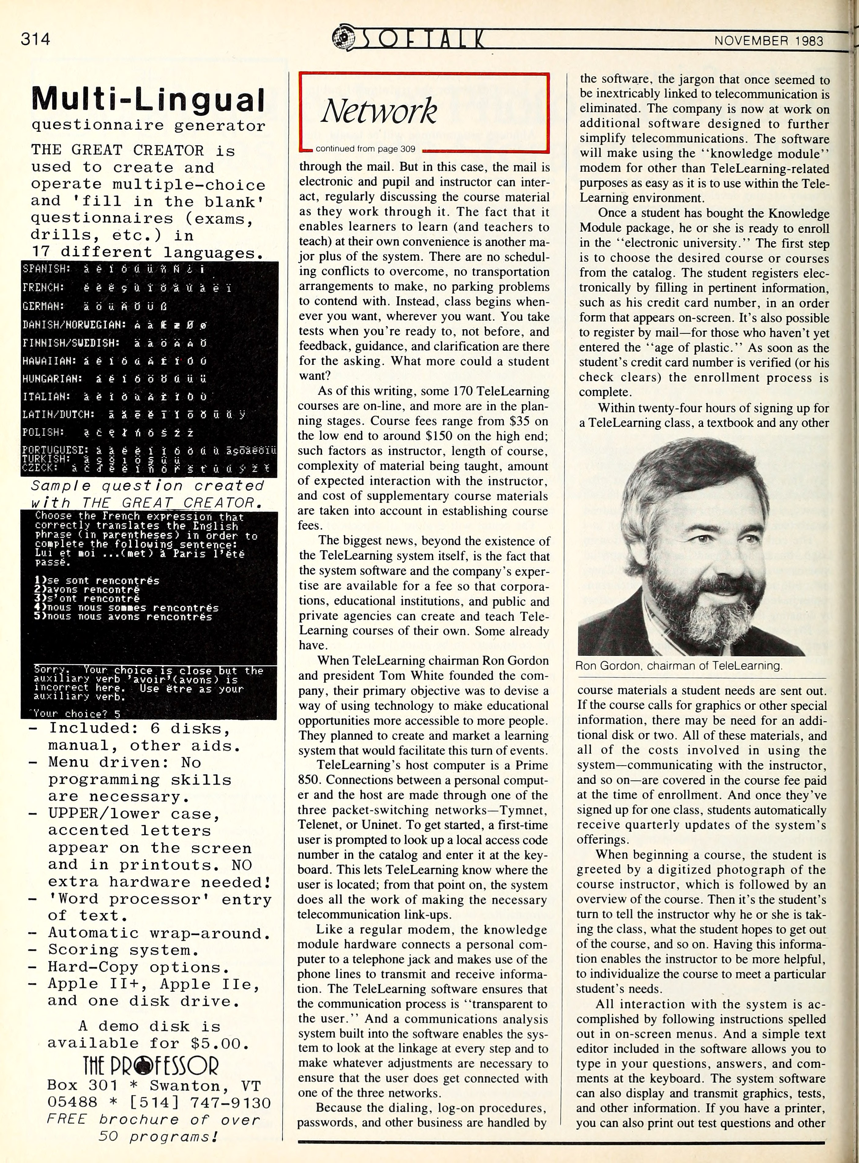 314
SOFTALK
NOVEMBER 1983
Multi-Lingual
questionnaire generator
THE GREAT CREATOR is
used to create and
operate multiple-choice
and 'fill in the blank'
questionnaires (exams,
drills, etc.) in
17 different languages.
SPANISH: á é í ó ú ü ñ Ñ ¿ ¡
FRENCH:
GERMAN: ä ö ü Ä Ö Ü ß
DANISH/NORWEGIAN:
FINNISH/SWEDISH:
HAWAIIAN:
HUNGARIAN:
ITALIAN:
LATIN/DUTCH:
POLISH:
PORTUGUESE:
TURKISH:
CZECK:
Sample question created
with THE GREAT CREATOR.
Choose the French expression that
correctly translates the English
phrase (in parentheses) in order to
complete the following sentence:
Lui et moi ...(met) à Paris l'été
passé.
1)se sont rencontrés
2)avons rencontré
3)s'ont rencontré
4)nous nous sommes rencontrés
5)nous nous avons rencontrés
Sorry. Your choice is close but the
auxiliary verb 'avoir'(avons) is
incorrect here. Use être as your
auxiliary verb.
Your choice? 5
- Included: 6 disks,
manual, other aids.
- Menu driven: No
programming skills
are necessary.
- UPPER/lower case,
accented letters
appear on the screen
and in printouts. NO
extra hardware needed!
- 'Word processor' entry
of text.
- Automatic wrap-around.
- Scoring system.
- Hard-Copy options.
- Apple II+, Apple IIe,
and one disk drive.
A demo disk is
available for $5.00.
THE PROFESSOR
Box 301 * Swanton, VT
05488 * [514] 747-9130
FREE brochure of over
50 programs!
Network
continued from page 309
through the mail. But in this case, the mail is
electronic and pupil and instructor can inter-
act, regularly discussing the course material
as they work through it. The fact that it
enables learners to learn (and teachers to
teach) at their own convenience is another ma-
jor plus of the system. There are no schedul-
ing conflicts to overcome, no transportation
arrangements to make, no parking problems
to contend with. Instead, class begins when-
ever you want, wherever you want. You take
tests when you're ready to, not before, and
feedback, guidance, and clarification are there
for the asking. What more could a student
want?
As of this writing, some 170 TeleLearning
courses are on-line, and more are in the plan-
ning stages. Course fees range from $35 on
the low end to around $150 on the high end;
such factors as instructor, length of course,
complexity of material being taught, amount
of expected interaction with the instructor,
and cost of supplementary course materials
are taken into account in establishing course
fees.
The biggest news, beyond the existence of
the TeleLearning system itself, is the fact that
the system software and the company's exper-
tise are available for a fee so that corpora-
tions, educational institutions, and public and
private agencies can create and teach Tele-
Learning courses of their own. Some already
have.
When TeleLearning chairman Ron Gordon
and president Tom White founded the com-
pany, their primary objective was to devise a
way of using technology to make educational
opportunities more accessible to more people.
They planned to create and market a learning
system that would facilitate this turn of events.
TeleLearning's host computer is a Prime
850. Connections between a personal comput-
er and the host are made through one of the
three packet-switching networks—Tymnet,
Telenet, or Uninet. To get started, a first-time
user is prompted to look up a local access code
number in the catalog and enter it at the key-
board. This lets TeleLearning know where the
user is located; from that point on, the system
does all the work of making the necessary
telecommunication link-ups.
Like a regular modem, the knowledge
module hardware connects a personal com-
puter to a telephone jack and makes use of the
phone lines to transmit and receive informa-
tion. The TeleLearning software ensures that
the communication process is "transparent to
the user." And a communications analysis
system built into the software enables the sys-
tem to look at the linkage at every step and to
make whatever adjustments are necessary to
ensure that the user does get connected with
one of the three networks.
Because the dialing, log-on procedures,
passwords, and other business are handled by
the software, the jargon that once seemed to
be inextricably linked to telecommunication is
eliminated. The company is now at work on
additional software designed to further
simplify telecommunications. The software
will make using the "knowledge module"
modem for other than TeleLearning-related
purposes as easy as it is to use within the Tele-
Learning environment.
Once a student has bought the Knowledge
Module package, he or she is ready to enroll
in the "electronic university." The first step
is to choose the desired course or courses
from the catalog. The student registers elec-
tronically by filling in pertinent information,
such as his credit card number, in an order
form that appears on-screen. It's also possible
to register by mail—for those who haven't yet
entered the "age of plastic." As soon as the
student's credit card number is verified (or his
check clears) the enrollment process is
complete.
Within twenty-four hours of signing up for
a TeleLearning class, a textbook and any other
Ron Gordon, chairman of TeleLearning.
course materials a student needs are sent out.
If the course calls for graphics or other special
information, there may be need for an addi-
tional disk or two. All of these materials, and
all of the costs involved in using the
system—communicating with the instructor,
and so on—are covered in the course fee paid
at the time of enrollment. And once they've
signed up for one class, students automatically
receive quarterly updates of the system's
offerings.
When beginning a course, the student is
greeted by a digitized photograph of the
course instructor, which is followed by an
overview of the course. Then it's the student's
turn to tell the instructor why he or she is tak-
ing the class, what the student hopes to get out
of the course, and so on. Having this informa-
tion enables the instructor to be more helpful,
to individualize the course to meet a particular
student's needs.
All interaction with the system is ac-
complished by following instructions spelled
out in on-screen menus. And a simple text
editor included in the software allows you to
type in your questions, answers, and com-
ments at the keyboard. The system software
can also display and transmit graphics, tests,
and other information. If you have a printer,
you can also print out test questions and other